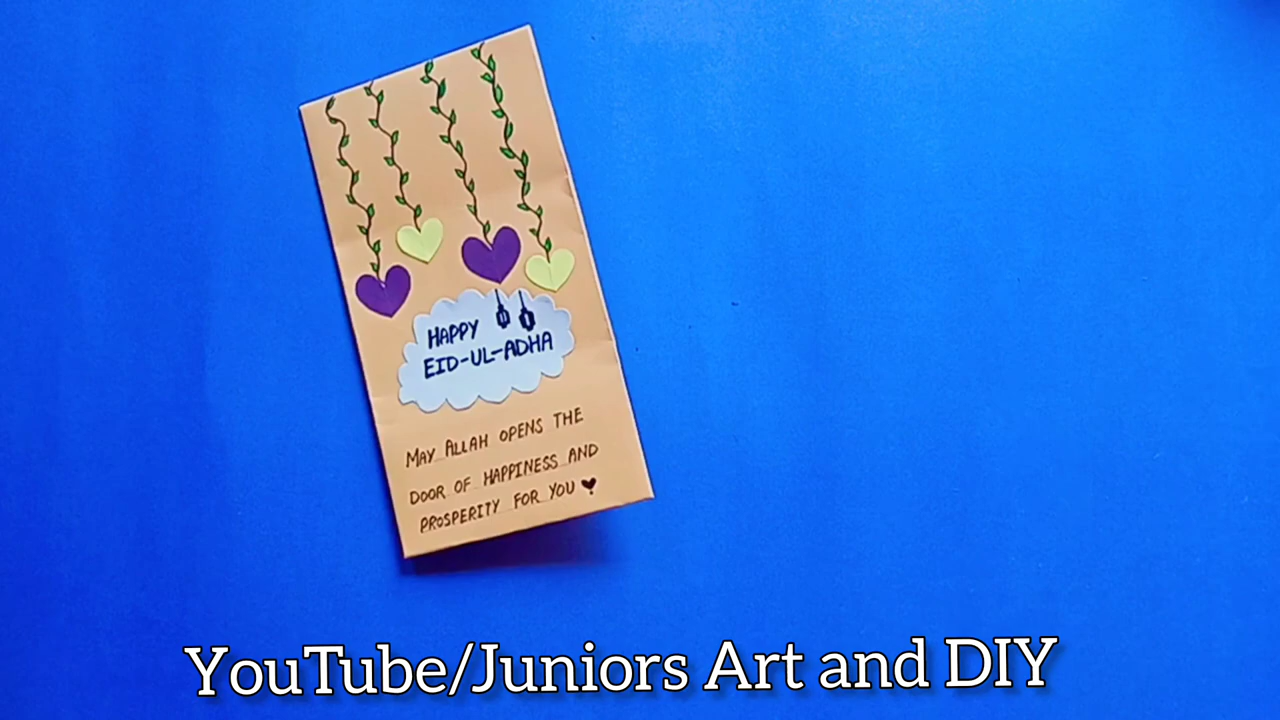 HAPPY
EID-UL-ADHA
MAY ALLAH OPENS THE
DOOR OF HAPPINESS AND
PROSPERITY FOR YOU
YouTube/Juniors Art and DIY